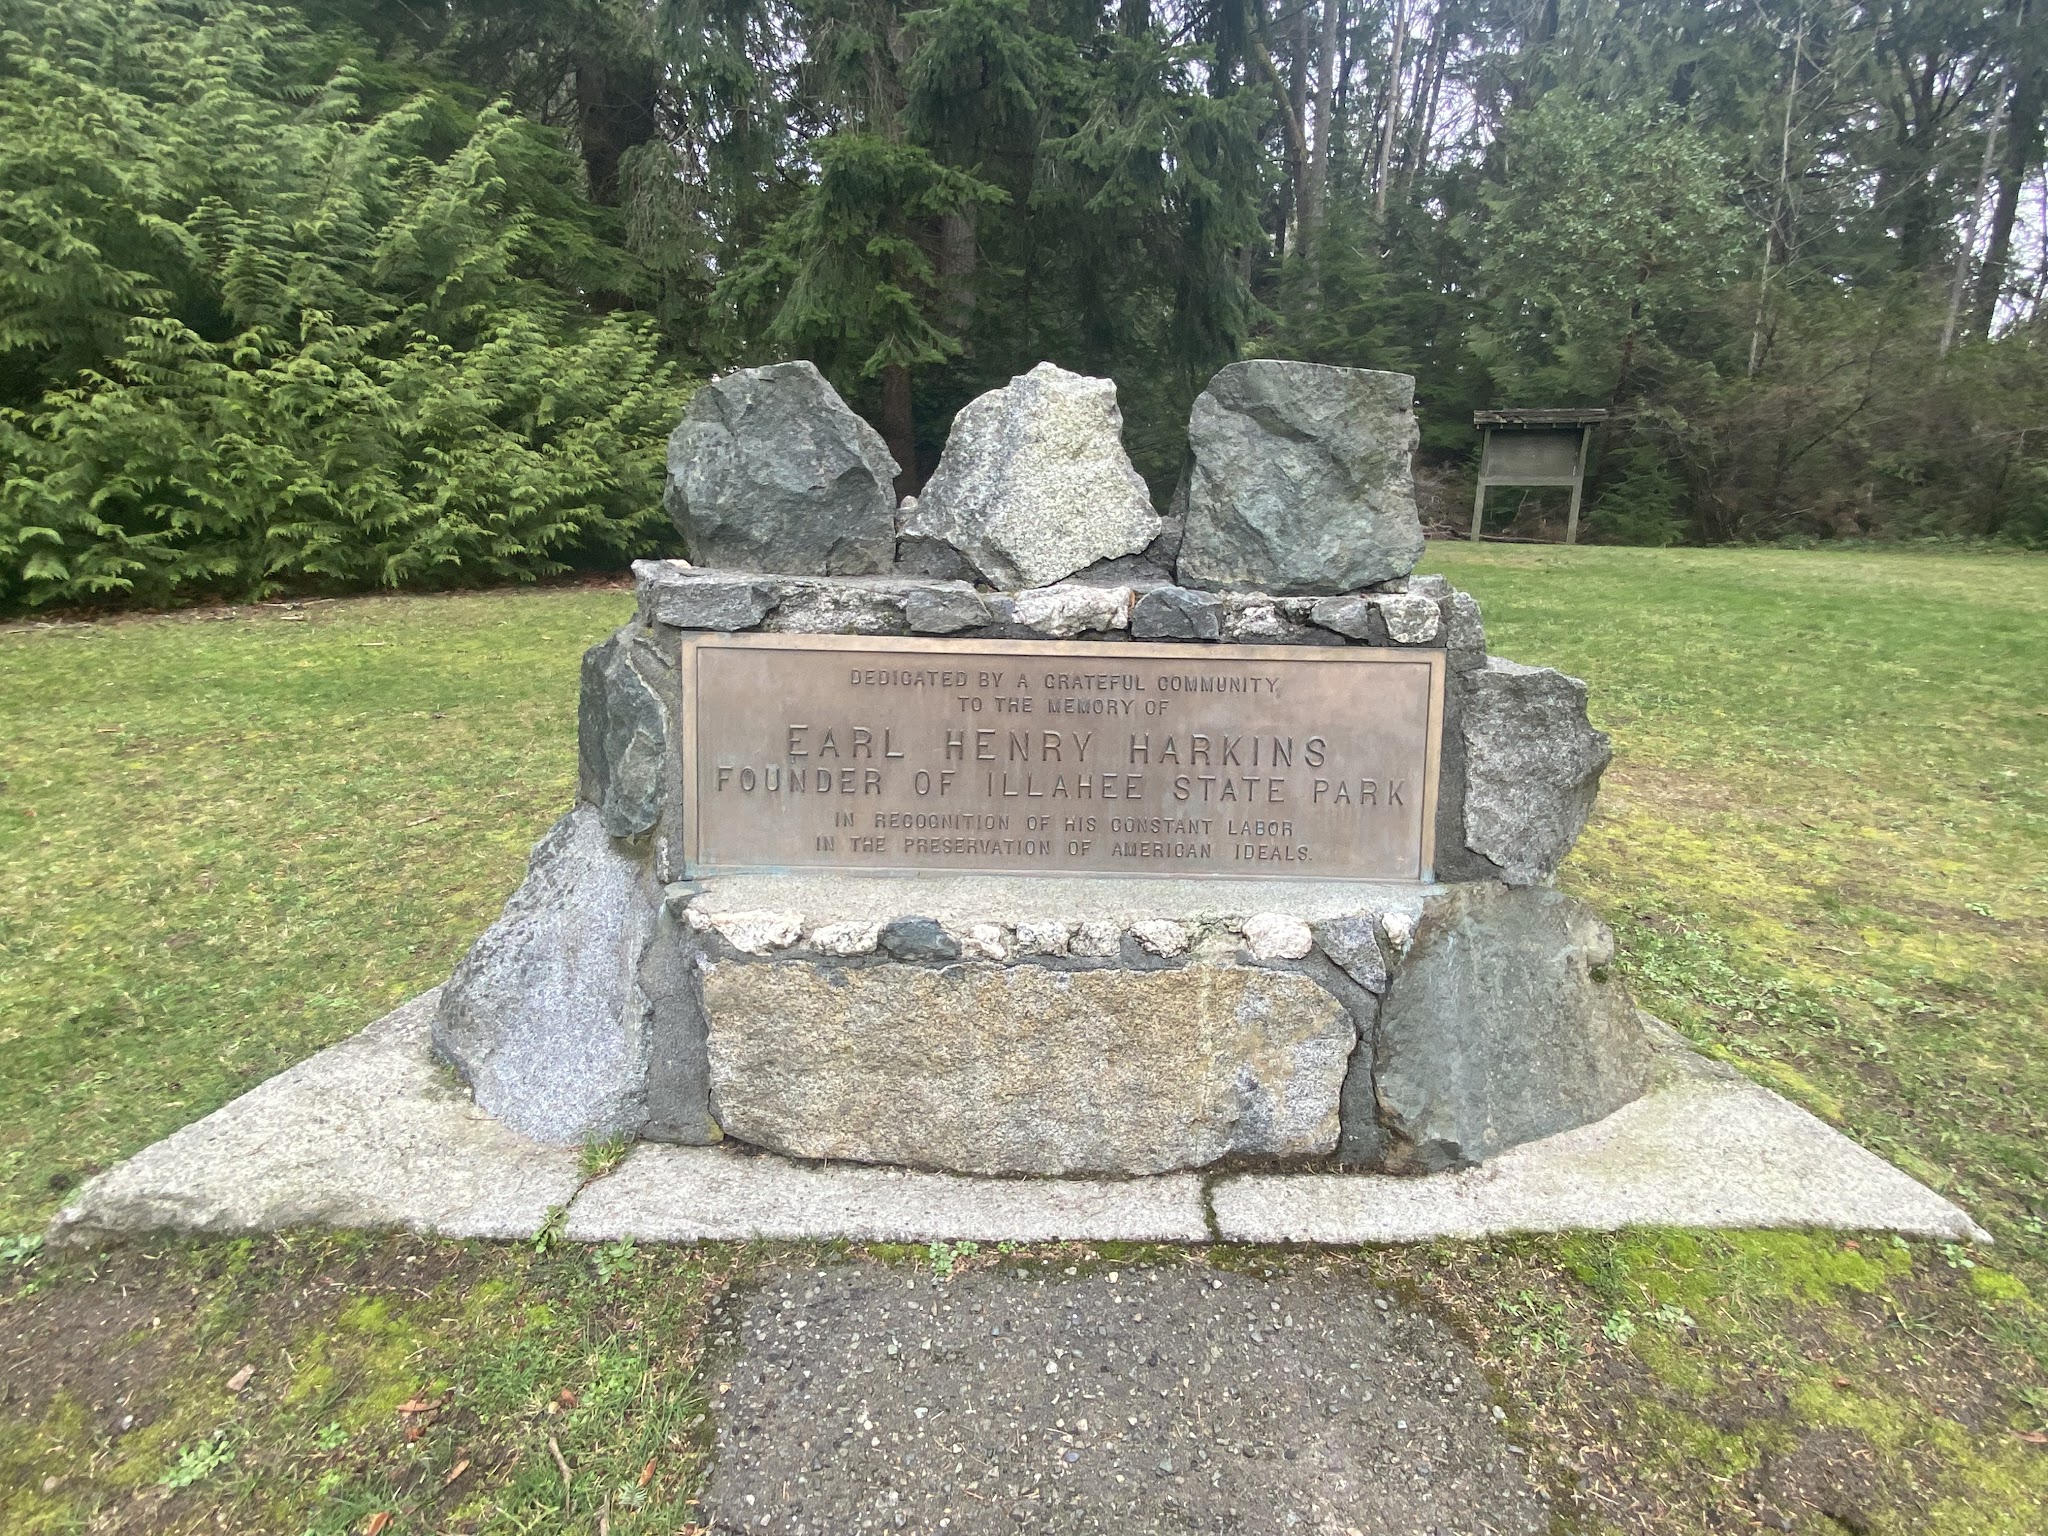 DEDICATED BY A GRATEFUL COMMUNITY
TO THE MEMORY OF
EARL HENRY HARKINS
FOUNDER OF ILLAHEE STATE PARK
IN RECOGNITION OF HIS CONSTANT LABOR
IN THE PRESERVATION OF AMERICAN IDEALS.